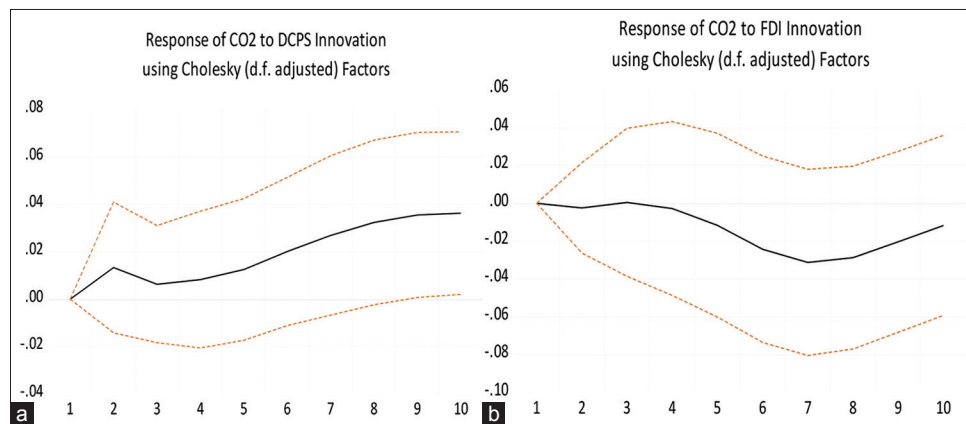 Response of CO2 to DCPS Innovation
using Cholesky (d.f. adjusted) Factors
.08
.06
.04
.02
.00
-.02
-.04
1 2 3 4 5 6 7 8 9 10
a
Response of CO2 to FDI Innovation
using Cholesky (d.f. adjusted) Factors
.06
.04
.02
.00
-.02
-.04
-.06
-.08
-.10
1 2 3 4 5 6 7 8 9 10
b